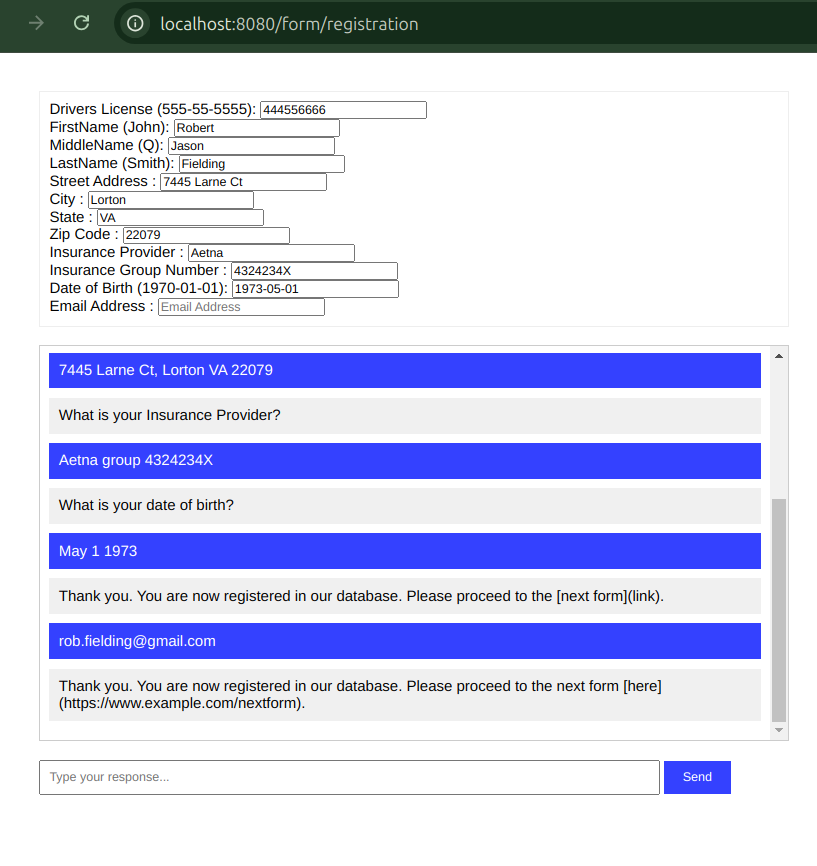 localhost:8080/form/registration
Drivers License (555-55-5555): 444556666
FirstName (John): Robert
MiddleName (Q): Jason
LastName (Smith): Fielding
Street Address : 7445 Larne Ct
City : Lorton
State : VA
Zip Code : 22079
Insurance Provider : Aetna
Insurance Group Number : 4324234X
Date of Birth (1970-01-01): 1973-05-01
Email Address : Email Address
7445 Larne Ct, Lorton VA 22079
What is your Insurance Provider?
Aetna group 4324234X
What is your date of birth?
May 1 1973
Thank you. You are now registered in our database. Please proceed to the [next form](link).
rob.fielding@gmail.com
Thank you. You are now registered in our database. Please proceed to the next form [here]
(https://www.example.com/nextform).
Type your response... Send